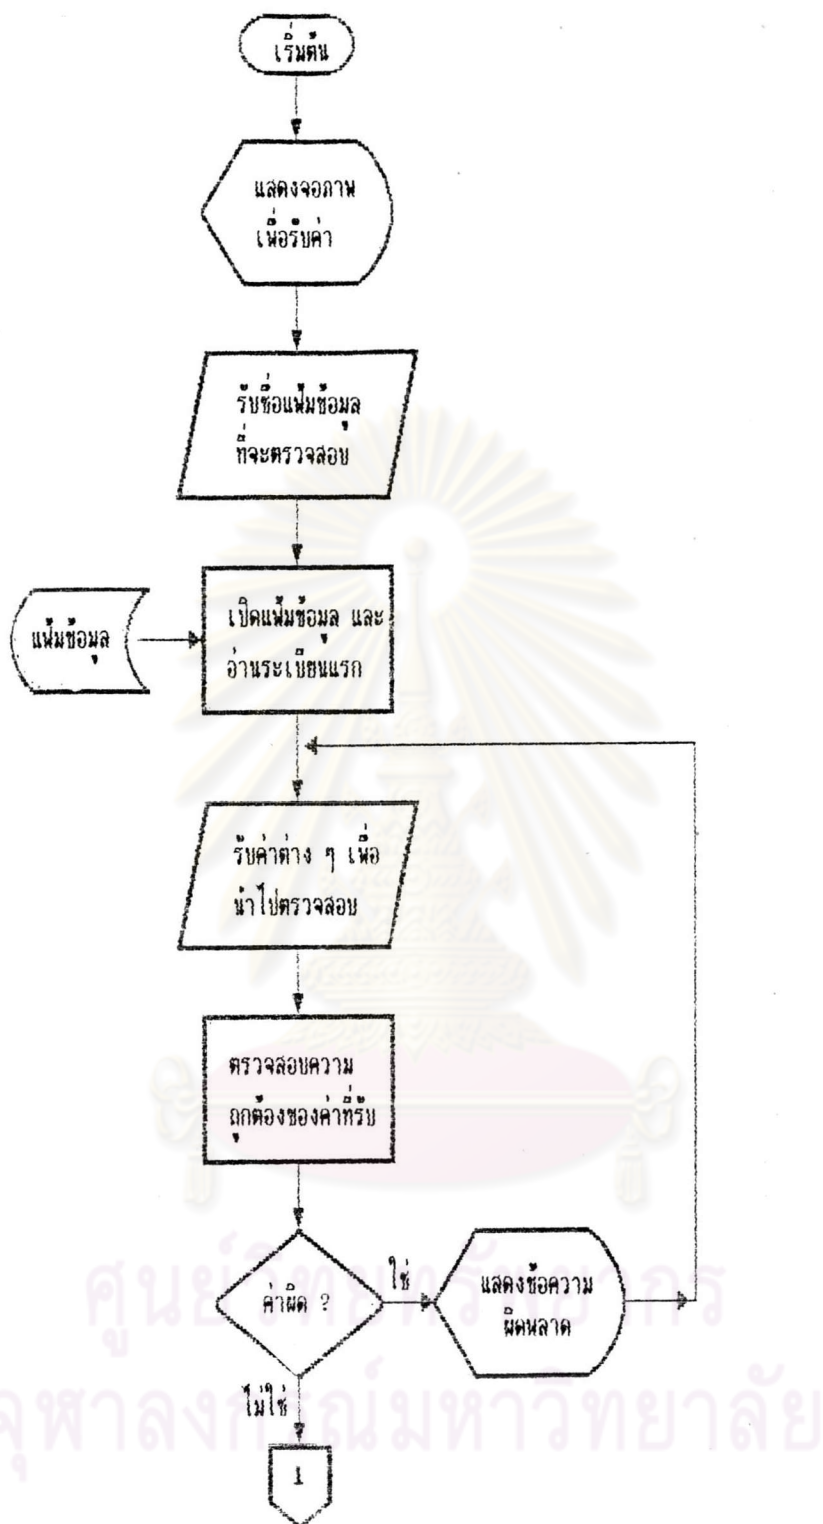 เริ่มต้น
แสดงจอภาพ
เพื่อรับค่า
รับชื่อแฟ้มข้อมูล
ที่จะตรวจสอบ
แฟ้มข้อมูล
เปิดแฟ้มข้อมูล และ
อ่านระเบียนแรก
รับค่าต่าง ๆ เพื่อ
นำไปตรวจสอบ
ตรวจสอบความ
ถูกต้องของค่าที่รับ
ค่าผิด ?
ใช่
แสดงข้อความ
ผิดพลาด
ไม่ใช่
1
ศูนย์วิทยทรัพยากร
จุฬาลงกรณ์มหาวิทยาลัย